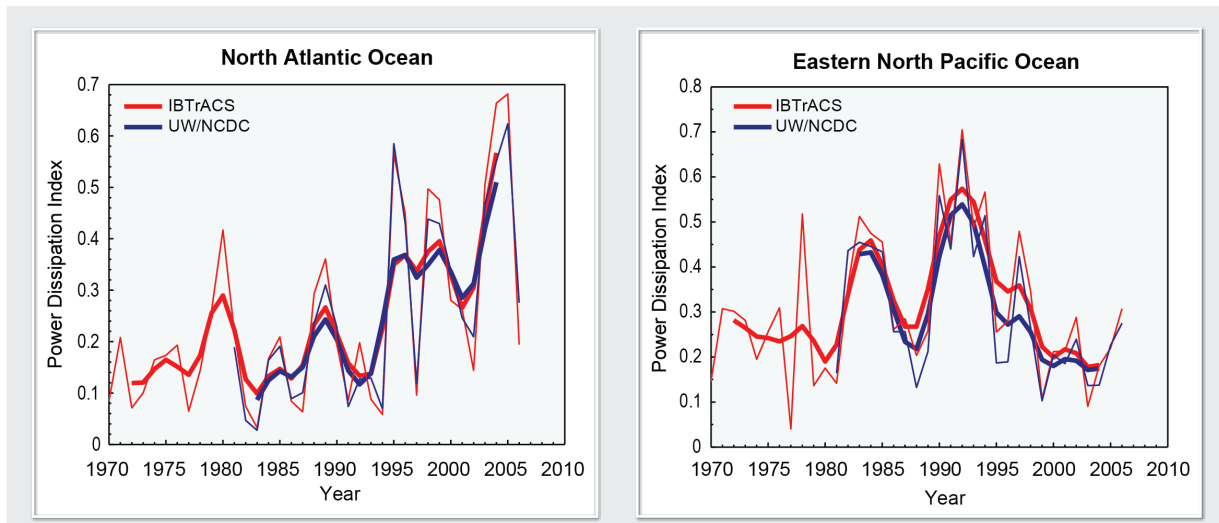 North Atlantic Ocean
IBTrACS
UW/NCDC
Power Dissipation Index
0.7
0.6
0.5
0.4
0.3
0.2
0.1
0
1970 1975 1980 1985 1990 1995 2000 2005 2010
Year
Eastern North Pacific Ocean
IBTrACS
UW/NCDC
Power Dissipation Index
0.8
0.7
0.6
0.5
0.4
0.3
0.2
0.1
0
1970 1975 1980 1985 1990 1995 2000 2005 2010
Year